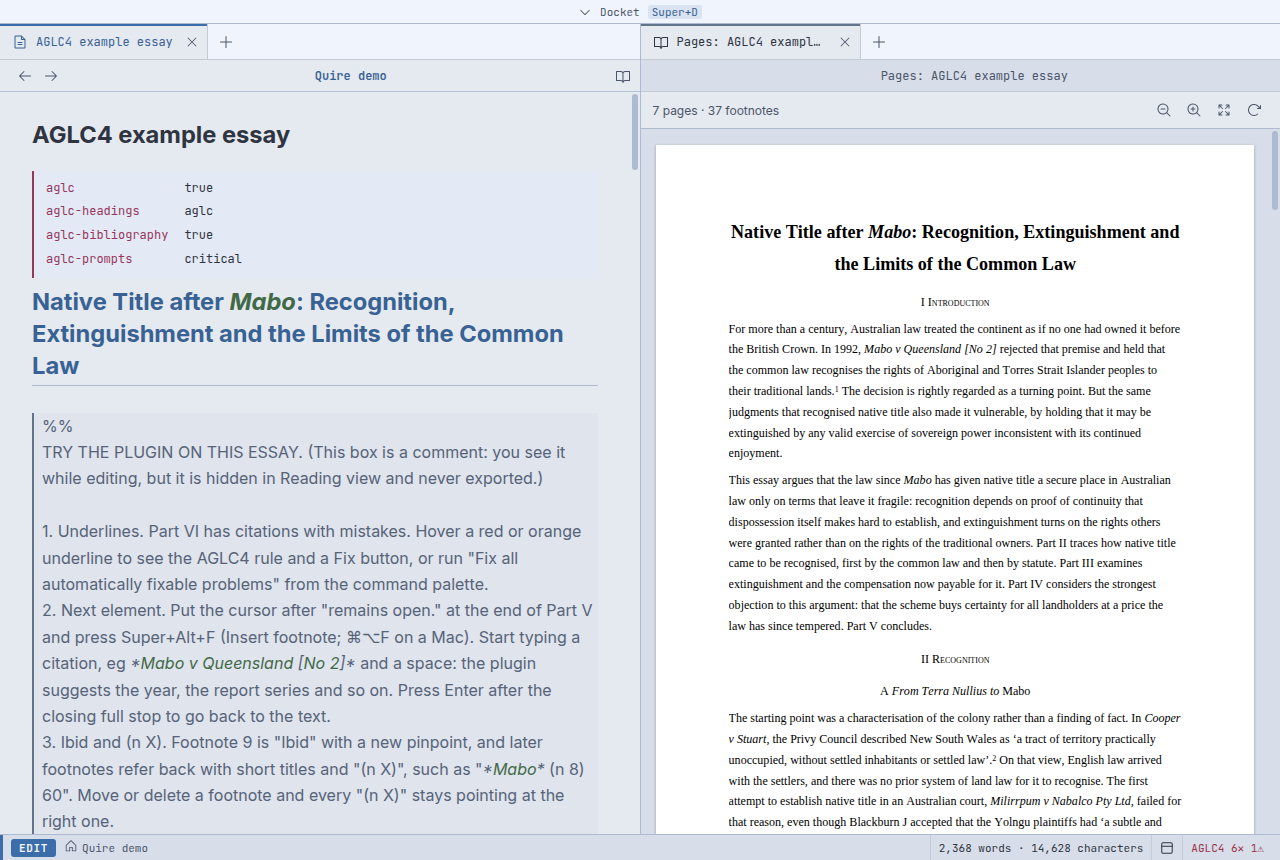 Docket Super+D
AGLC4 example essay
Pages: AGLC4 exampl…
Quire demo
Pages: AGLC4 example essay
7 pages · 37 footnotes
AGLC4 example essay
aglc true
aglc-headings aglc
aglc-bibliography true
aglc-prompts critical
Native Title after Mabo: Recognition,
Extinguishment and the Limits of the Common
Law
%%
TRY THE PLUGIN ON THIS ESSAY. (This box is a comment: you see it
while editing, but it is hidden in Reading view and never exported.)
1. Underlines. Part VI has citations with mistakes. Hover a red or orange
underline to see the AGLC4 rule and a Fix button, or run "Fix all
automatically fixable problems" from the command palette.
2. Next element. Put the cursor after "remains open." at the end of Part V
and press Super+Alt+F (Insert footnote; ⌘⌥F on a Mac). Start typing a
citation, eg *Mabo v Queensland [No 2]* and a space: the plugin
suggests the year, the report series and so on. Press Enter after the
closing full stop to go back to the text.
3. Ibid and (n X). Footnote 9 is "Ibid" with a new pinpoint, and later
footnotes refer back with short titles and "(n X)", such as "*Mabo* (n 8)
60". Move or delete a footnote and every "(n X)" stays pointing at the
right one.
Native Title after Mabo: Recognition, Extinguishment and
the Limits of the Common Law
I Introduction
For more than a century, Australian law treated the continent as if no one had owned it before
the British Crown. In 1992, Mabo v Queensland [No 2] rejected that premise and held that
the common law recognises the rights of Aboriginal and Torres Strait Islander peoples to
their traditional lands.1 The decision is rightly regarded as a turning point. But the same
judgments that recognised native title also made it vulnerable, by holding that it may be
extinguished by any valid exercise of sovereign power inconsistent with its continued
enjoyment.
This essay argues that the law since Mabo has given native title a secure place in Australian
law only on terms that leave it fragile: recognition depends on proof of continuity that
dispossession itself makes hard to establish, and extinguishment turns on the rights others
were granted rather than on the rights of the traditional owners. Part II traces how native title
came to be recognised, first by the common law and then by statute. Part III examines
extinguishment and the compensation now payable for it. Part IV considers the strongest
objection to this argument: that the scheme buys certainty for all landholders at a price the
law has since tempered. Part V concludes.
II Recognition
A From Terra Nullius to Mabo
The starting point was a characterisation of the colony rather than a finding of fact. In Cooper
v Stuart, the Privy Council described New South Wales as ‘a tract of territory practically
unoccupied, without settled inhabitants or settled law’.2 On that view, English law arrived
with the settlers, and there was no prior system of land law for it to recognise. The first
attempt to establish native title in an Australian court, Milirrpum v Nabalco Pty Ltd, failed for
that reason, even though Blackburn J accepted that the Yolngu plaintiffs had ‘a subtle and
EDIT Quire demo
2,368 words · 14,628 characters
AGLC4 6× 1⚠